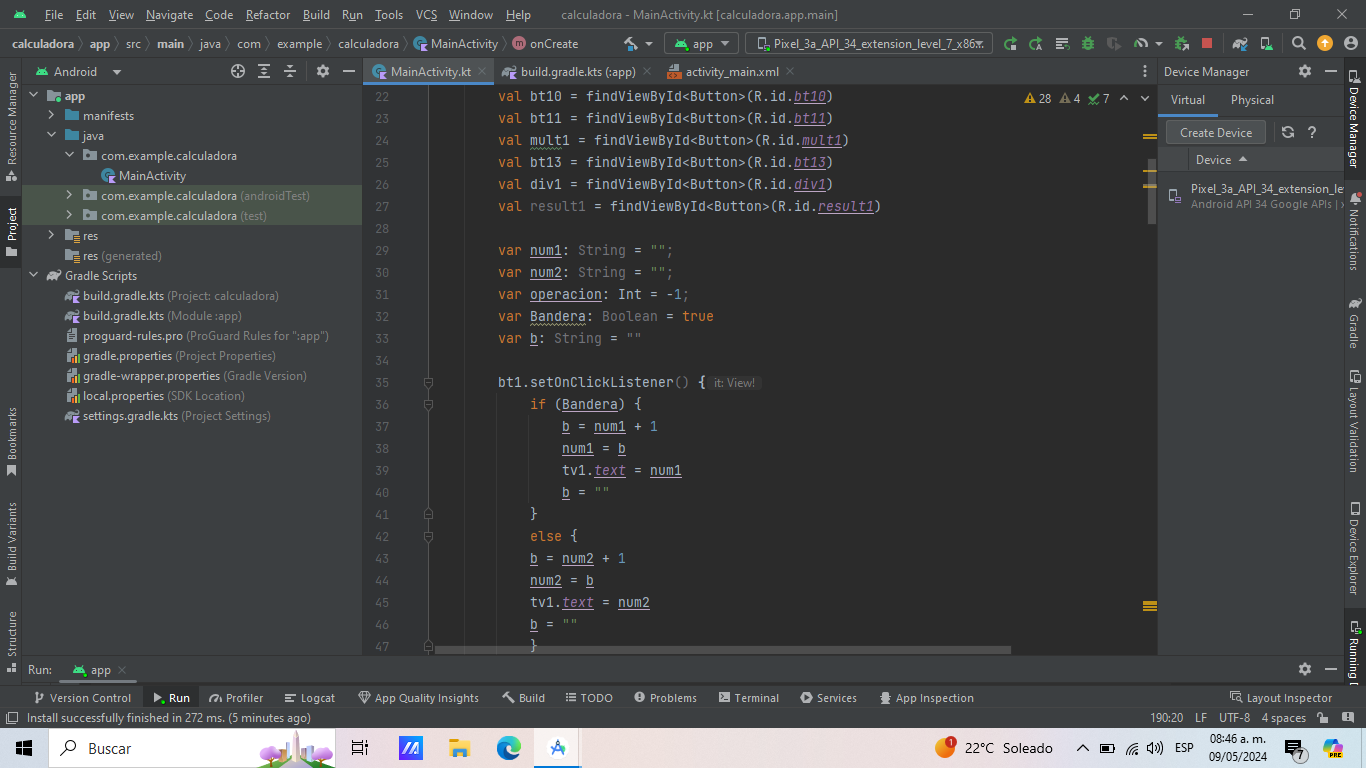 File Edit View Navigate Code Refactor Build Run Tools VCS Window Help calculadora - MainActivity.kt [calculadora.app.main]
calculadora app src main java com example calculadora MainActivity onCreate app Pixel_3a_API_34_extension_level_7_x86
Android
MainActivity.kt build.gradle.kts (:app) activity_main.xml
Device Manager
Resource Manager
Project
Bookmarks
Build Variants
Structure
app
manifests
java
com.example.calculadora
MainActivity
com.example.calculadora (androidTest)
com.example.calculadora (test)
res
res (generated)
Gradle Scripts
build.gradle.kts (Project: calculadora)
build.gradle.kts (Module :app)
proguard-rules.pro (ProGuard Rules for ":app")
gradle.properties (Project Properties)
gradle-wrapper.properties (Gradle Version)
local.properties (SDK Location)
settings.gradle.kts (Project Settings)
28 4 7
22 val bt10 = findViewById<Button>(R.id.bt10)
23 val bt11 = findViewById<Button>(R.id.bt11)
24 val mult1 = findViewById<Button>(R.id.mult1)
25 val bt13 = findViewById<Button>(R.id.bt13)
26 val div1 = findViewById<Button>(R.id.div1)
27 val result1 = findViewById<Button>(R.id.result1)
28
29 var num1: String = "";
30 var num2: String = "";
31 var operacion: Int = -1;
32 var Bandera: Boolean = true
33 var b: String = ""
34
35 bt1.setOnClickListener() { it: View!
36 if (Bandera) {
37 b = num1 + 1
38 num1 = b
39 tv1.text = num1
40 b = ""
41 }
42 else {
43 b = num2 + 1
44 num2 = b
45 tv1.text = num2
46 b = ""
47 }
Virtual Physical
Create Device ?
Device
Pixel_3a_API_34_extension_le
Android API 34 Google APIs | x
Device Manager
Notifications
Gradle
Layout Validation
Device Explorer
Running
Run: app
Version Control Run Profiler Logcat App Quality Insights Build TODO Problems Terminal Services App Inspection Layout Inspector
Install successfully finished in 272 ms. (5 minutes ago) 190:20 LF UTF-8 4 spaces
Buscar
1 22°C Soleado ESP 08:46 a. m. 7 PRE
09/05/2024